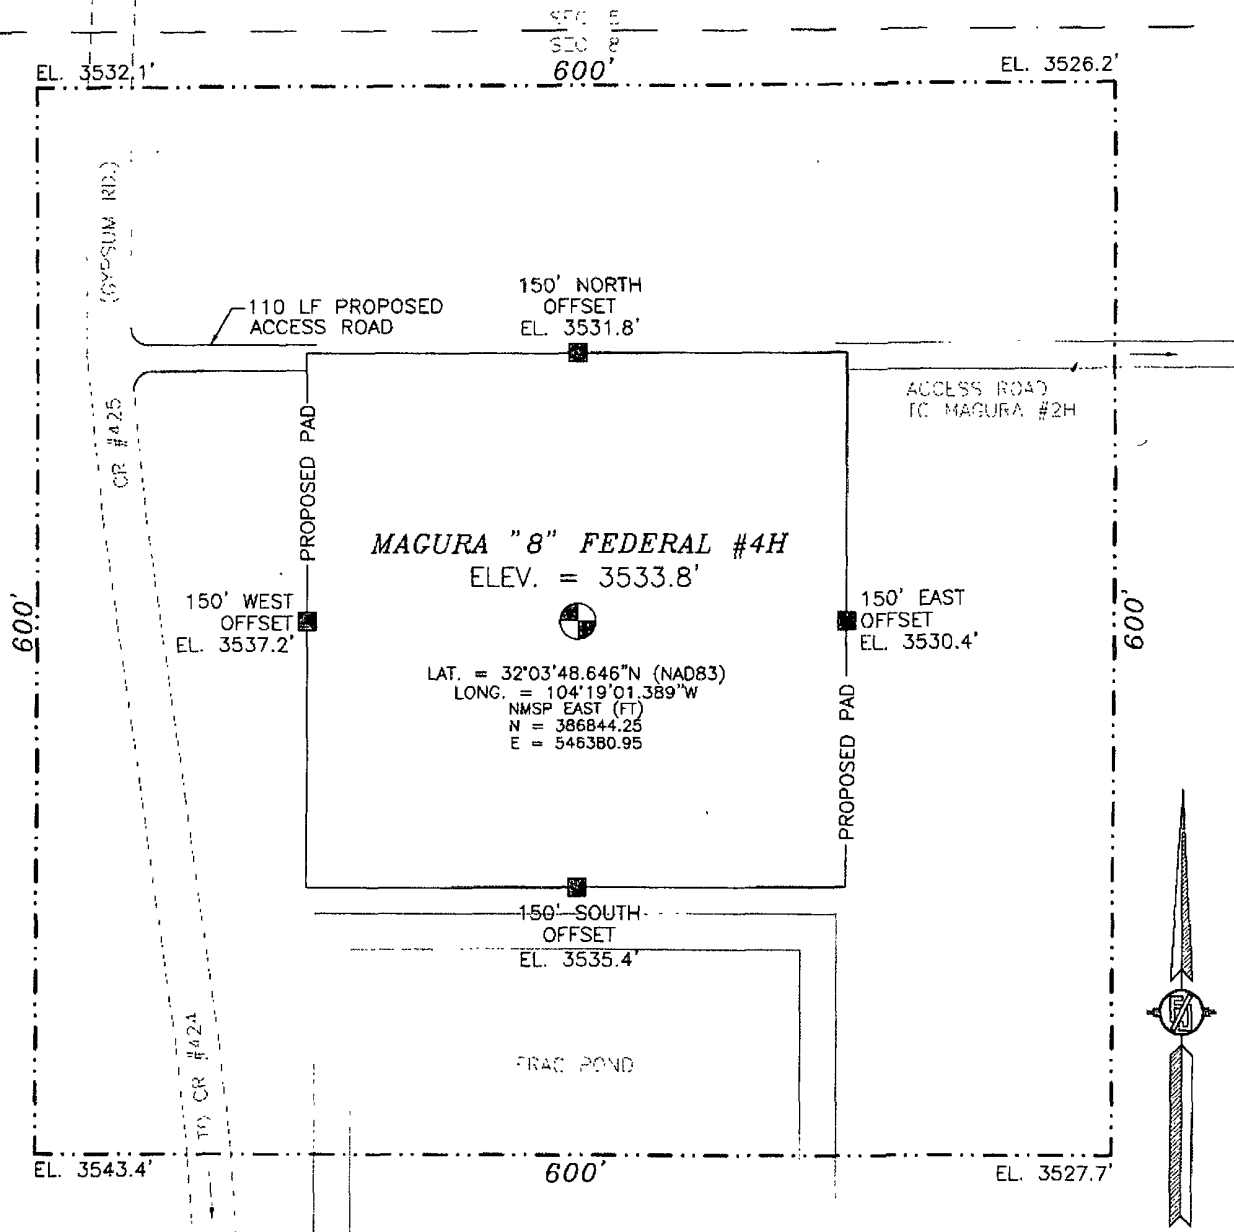 SEC 5
SEC 8
EL. 3532.1'
600'
EL. 3526.2'
(GYPSUM RD.)
110 LF PROPOSED
ACCESS ROAD
150' NORTH
OFFSET
EL. 3531.8'
ACCESS ROAD
TO MAGURA #2H
CR #425
PROPOSED PAD
MAGURA "8" FEDERAL #4H
ELEV. = 3533.8'
600'
150' WEST
OFFSET
EL. 3537.2'
150' EAST
OFFSET
EL. 3530.4'
600'
LAT. = 32°03'48.646"N (NAD83)
LONG. = 104°19'01.389"W
NMSP EAST (FT)
N = 386844.25
E = 546380.95
PROPOSED PAD
150' SOUTH
OFFSET
EL. 3535.4'
FRAC POND
TO CR #424
EL. 3543.4'
600'
EL. 3527.7'